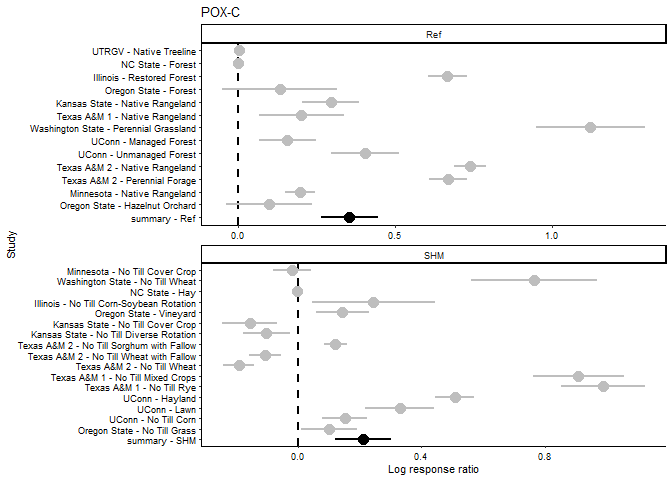 POX-C
Ref
UTRGV - Native Treeline
NC State - Forest
Illinois - Restored Forest
Oregon State - Forest
Kansas State - Native Rangeland
Texas A&M 1 - Native Rangeland
Washington State - Perennial Grassland
UConn - Managed Forest
UConn - Unmanaged Forest
Texas A&M 2 - Native Rangeland
Texas A&M 2 - Perennial Forage
Minnesota - Native Rangeland
Oregon State - Hazelnut Orchard
summary - Ref
0.0 0.5 1.0
Study
SHM
Minnesota - No Till Cover Crop
Washington State - No Till Wheat
NC State - Hay
Illinois - No Till Corn-Soybean Rotation
Oregon State - Vineyard
Kansas State - No Till Cover Crop
Kansas State - No Till Diverse Rotation
Texas A&M 2 - No Till Sorghum with Fallow
Texas A&M 2 - No Till Wheat with Fallow
Texas A&M 2 - No Till Wheat
Texas A&M 1 - No Till Mixed Crops
Texas A&M 1 - No Till Rye
UConn - Hayland
UConn - Lawn
UConn - No Till Corn
Oregon State - No Till Grass
summary - SHM
0.0 0.4 0.8
Log response ratio